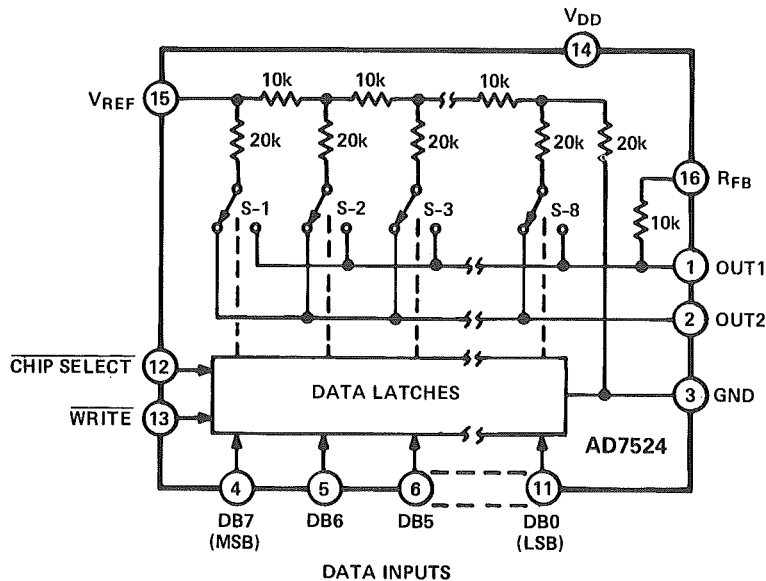 VDD
14
15
VREF
10k
10k
10k
20k
20k
20k
20k
20k
16
RFB
S-1
S-2
S-3
S-8
10k
1
OUT1
2
OUT2
CHIP SELECT
12
DATA LATCHES
3
GND
WRITE
13
AD7524
4
5
6
11
DB7
(MSB)
DB6
DB5
DB0
(LSB)
DATA INPUTS